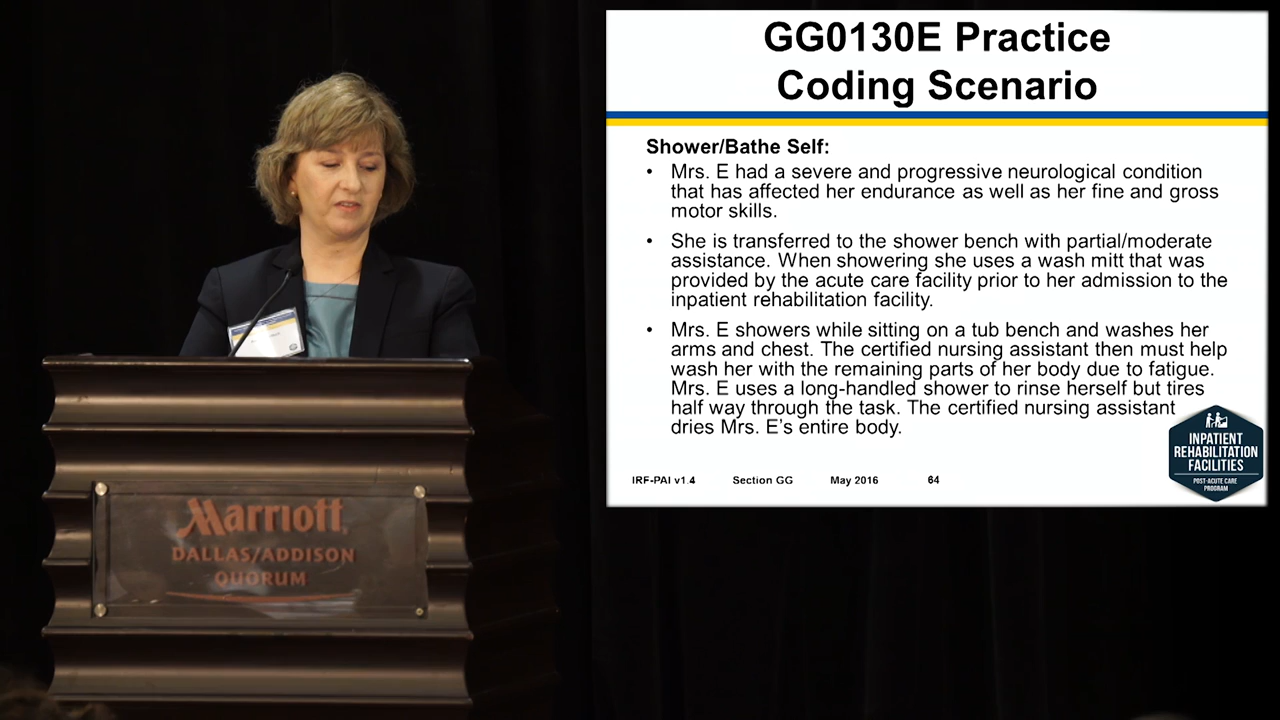 GG0130E Practice
Coding Scenario
Shower/Bathe Self:
• Mrs. E had a severe and progressive neurological condition
that has affected her endurance as well as her fine and gross
motor skills.
• She is transferred to the shower bench with partial/moderate
assistance. When showering she uses a wash mitt that was
provided by the acute care facility prior to her admission to the
inpatient rehabilitation facility.
• Mrs. E showers while sitting on a tub bench and washes her
arms and chest. The certified nursing assistant then must help
wash her with the remaining parts of her body due to fatigue.
Mrs. E uses a long-handled shower to rinse herself but tires
half way through the task. The certified nursing assistant
dries Mrs. E's entire body.
INPATIENT
REHABILITATION
FACILITIES
POST-ACUTE CARE
PROGRAM
IRF-PAI v1.4 Section GG May 2016 64
Marriott
DALLAS/ADDISON
QUORUM